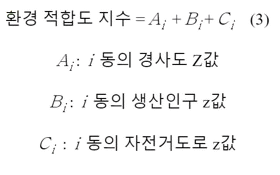 환경 적합도 지수 = A_i + B_i + C_i (3)
A_i : i 동의 경사도 Z값
B_i : i 동의 생산인구 z값
C_i : i 동의 자전거도로 z값